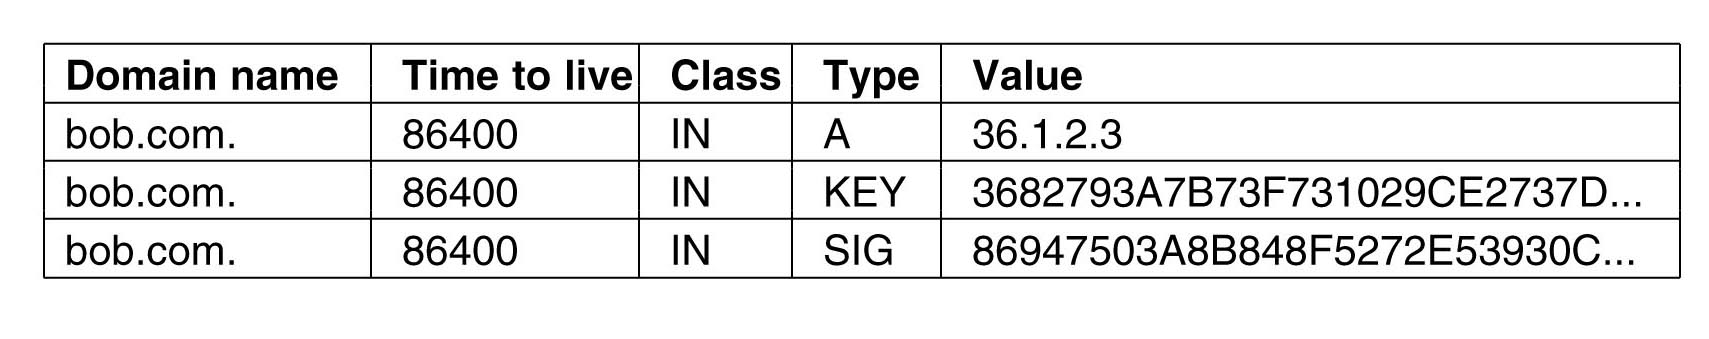 Domain name Time to live Class Type Value
bob.com. 86400 IN A 36.1.2.3
bob.com. 86400 IN KEY 3682793A7B73F731029CE2737D...
bob.com. 86400 IN SIG 86947503A8B848F5272E53930C...